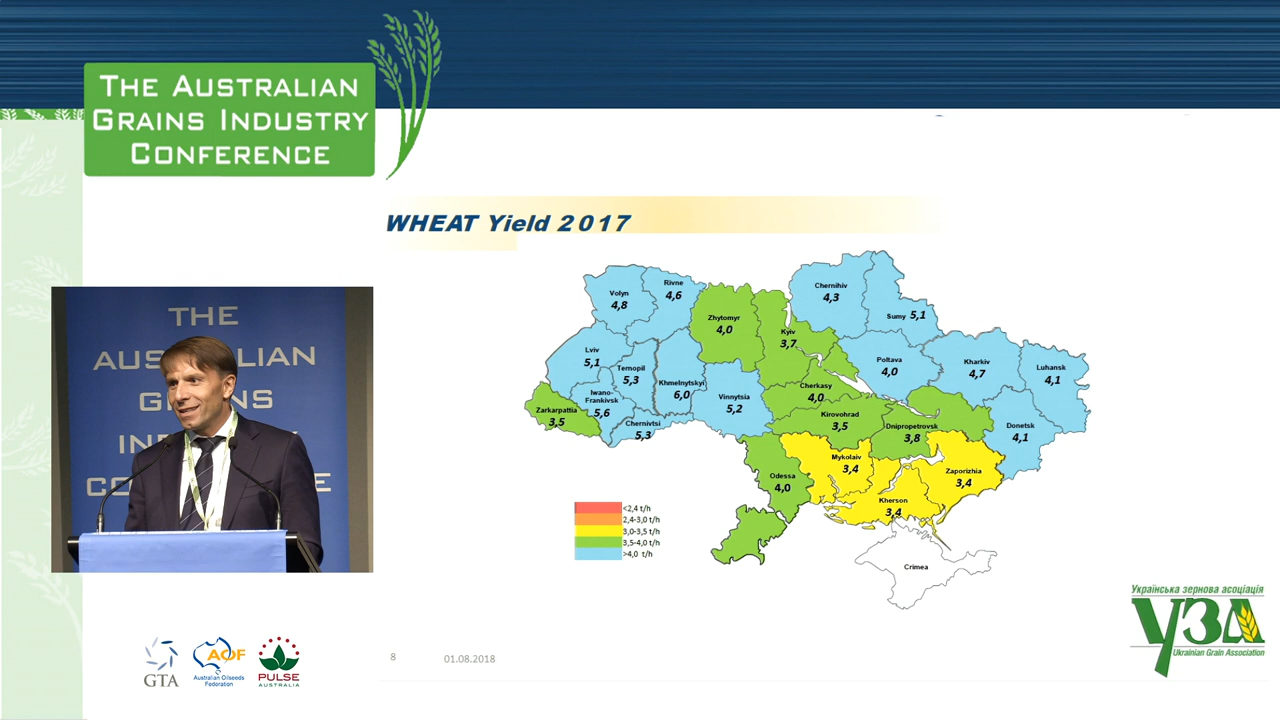 THE AUSTRALIAN
GRAINS INDUSTRY
CONFERENCE
WHEAT Yield 2017
Volyn
4,8
Rivne
4,6
Zhytomyr
4,0
Kyiv
3,7
Chernihiv
4,3
Sumy 5,1
Lviv
5,1
Ternopil
5,3
Khmelnytskyi
6,0
Vinnytsia
5,2
Cherkasy
4,0
Poltava
4,0
Kharkiv
4,7
Luhansk
4,1
Zarkarpattia
3,5
Iwano-
Frankivsk
5,6
Chernivtsi
5,3
Kirovohrad
3,5
Dnipropetrovsk
3,8
Donetsk
4,1
Odessa
4,0
Mykolaiv
3,4
Zaporizhia
3,4
Kherson
3,4
Crimea
<2,4 t/h
2,4-3,0 t/h
3,0-3,5 t/h
3,5-4,0 t/h
>4,0 t/h
THE
AUSTRALIAN
GTA
AOF
Australian Oilseeds
Federation
PULSE
AUSTRALIA
8
01.08.2018
Українська зернова асоціація
УЗА
Ukrainian Grain Association